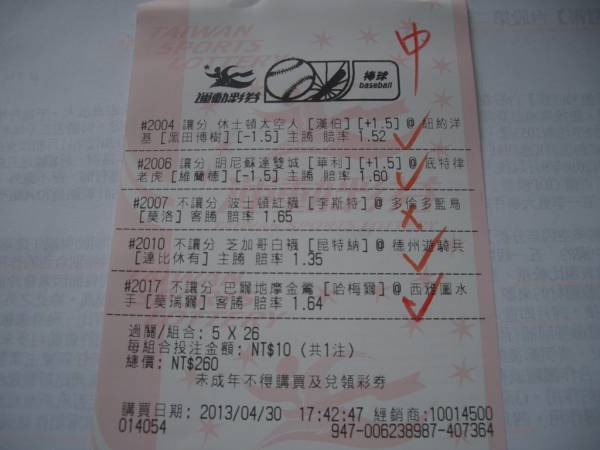 TAIWAN
SPORTS
LOTTERY
中
運動彩券
棒球
baseball
#2004 讓分 休士頓太空人 [漢伯] [+1.5] @ 紐約洋
基 [黑田博樹] [-1.5] 主勝 賠率 1.52
#2006 讓分 明尼蘇達雙城 [華利] [+1.5] @ 底特律
老虎 [維蘭德] [-1.5] 主勝 賠率 1.60
#2007 不讓分 波士頓紅襪 [李斯特] @ 多倫多藍鳥
[莫洛] 客勝 賠率 1.65
#2010 不讓分 芝加哥白襪 [昆特納] @ 德州遊騎兵
[達比休有] 主勝 賠率 1.35
#2017 不讓分 巴爾地摩金鶯 [哈梅爾] @ 西雅圖水
手 [莫瑞爾] 客勝 賠率 1.64
過關/組合: 5 X 26
每組合投注金額: NT$10 (共1注)
總價: NT$260
未成年不得購買及兌領彩券
購買日期: 2013/04/30 17:42:47 經銷商:10014500
014054 947-006238987-407364